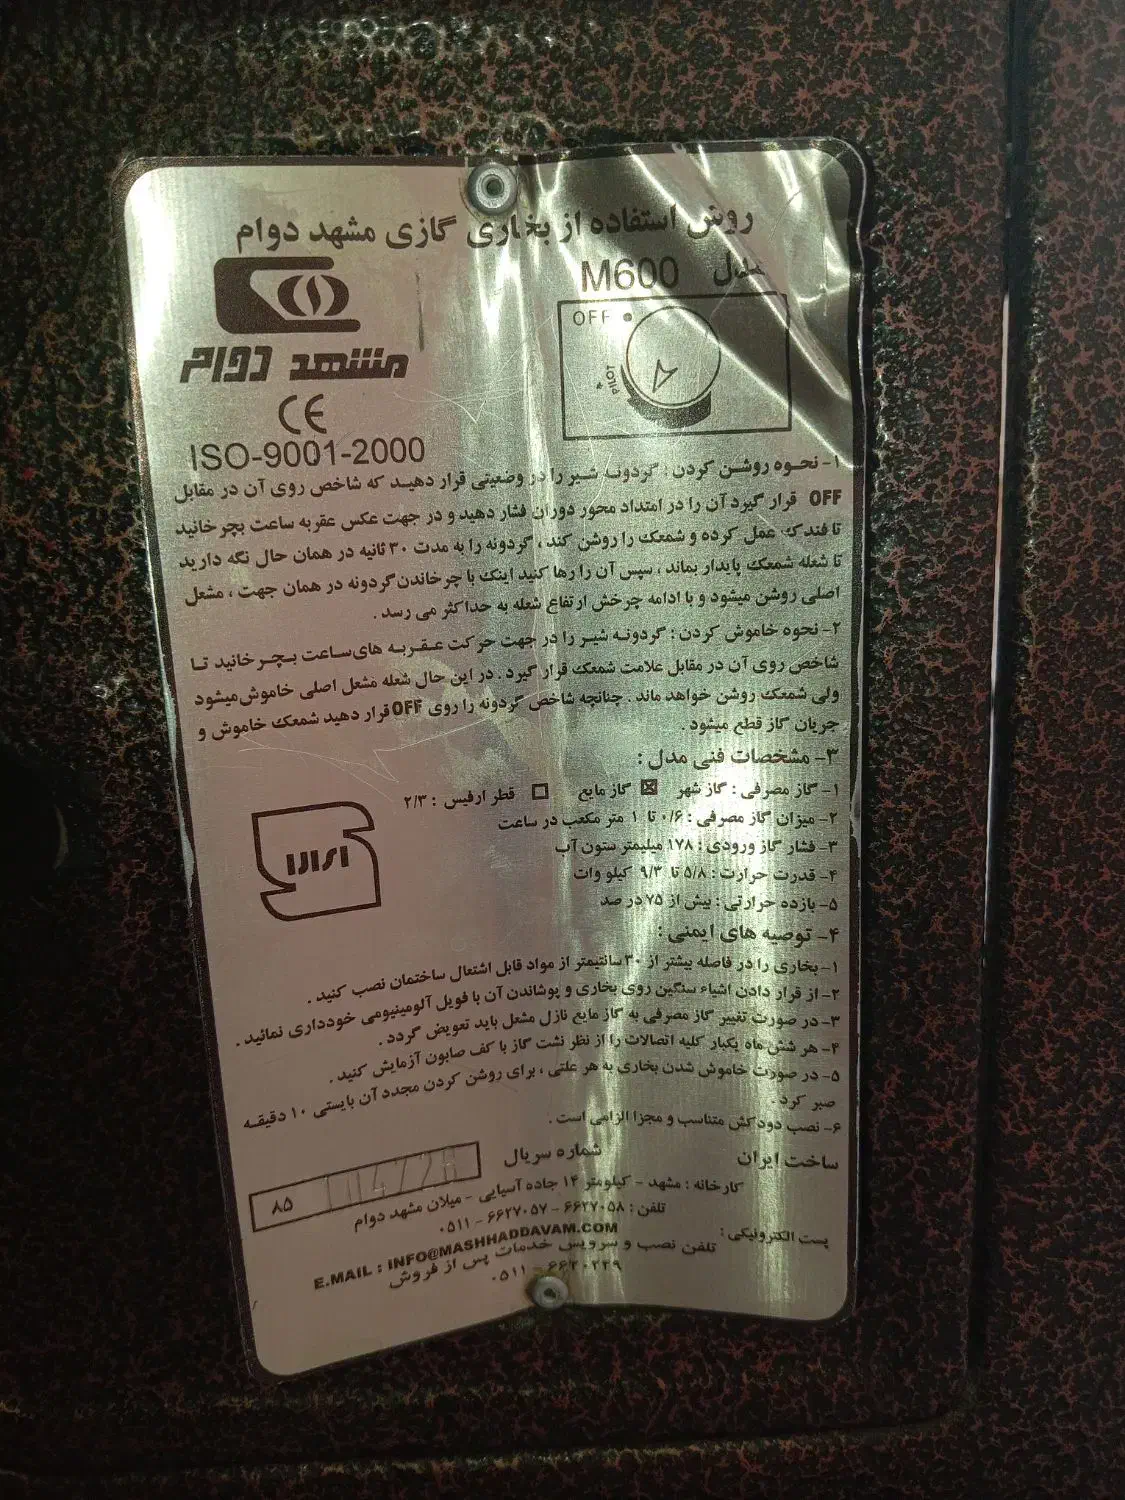 روش استفاده از بخاری گازی مشهد دوام
مدل M600
OFF
PILOT
مشهد دوام
CE
ISO-9001-2000
۱- نحوه روشن کردن : گردونه شیر را در وضعیتی قرار دهید که شاخص روی آن در مقابل
OFF قرار گیرد آن را در امتداد محور دوران فشار دهید و در جهت عکس عقربه ساعت بچرخانید
تا فندک عمل کرده و شمعک را روشن کند ، گردونه را به مدت ۳۰ ثانیه در همان حال نگه دارید
تا شعله شمعک پایدار بماند ، سپس آن را رها کنید اینک با چرخاندن گردونه در همان جهت ، مشعل
اصلی روشن میشود و با ادامه چرخش ارتفاع شعله به حداکثر می رسد .
۲- نحوه خاموش کردن : گردونه شیر را در جهت حرکت عقربه های ساعت بچرخانید تا
شاخص روی آن در مقابل علامت شمعک قرار گیرد . در این حال شعله مشعل اصلی خاموش میشود
ولی شمعک روشن خواهد ماند . چنانچه شاخص گردونه را روی OFF قرار دهید شمعک خاموش و
جریان گاز قطع میشود .
۳- مشخصات فنی مدل :
۱- گاز مصرفی : گاز شهر ☒ گاز مایع ☐ قطر ارفیس : ۲/۳
۲- میزان گاز مصرفی : ۰/۶ تا ۱ متر مکعب در ساعت
۳- فشار گاز ورودی : ۱۷۸ میلیمتر ستون آب
۴- قدرت حرارت : ۵/۸ تا ۹/۳ کیلو وات
۵- بازده حرارتی : بیش از ۷۵ در صد
ایران
۴- توصیه های ایمنی :
۱- بخاری را در فاصله بیشتر از ۳۰ سانتیمتر از مواد قابل اشتعال ساختمان نصب کنید .
۲- از قرار دادن اشیاء سنگین روی بخاری و پوشاندن آن با فویل آلومینیومی خودداری نمائید .
۳- در صورت تغییر گاز مصرفی به گاز مایع نازل مشعل باید تعویض گردد .
۴- هر شش ماه یکبار کلیه اتصالات را از نظر نشت گاز با کف صابون آزمایش کنید .
۵- در صورت خاموش شدن بخاری به هر علتی ، برای روشن کردن مجدد آن بایستی ۱۰ دقیقه
صبر کرد .
۶- نصب دودکش متناسب و مجزا الزامی است .
ساخت ایران شماره سریال ۸۵
کارخانه : مشهد - کیلومتر ۱۴ جاده آسیایی - میلان مشهد دوام
تلفن : ۶۶۲۷۰۵۸ - ۶۶۲۷۰۵۷ - ۰۵۱۱
پست الکترونیکی : E.MAIL : INFO@MASHHADDAVAM.COM
تلفن نصب و سرویس خدمات پس از فروش
۰۵۱۱ -